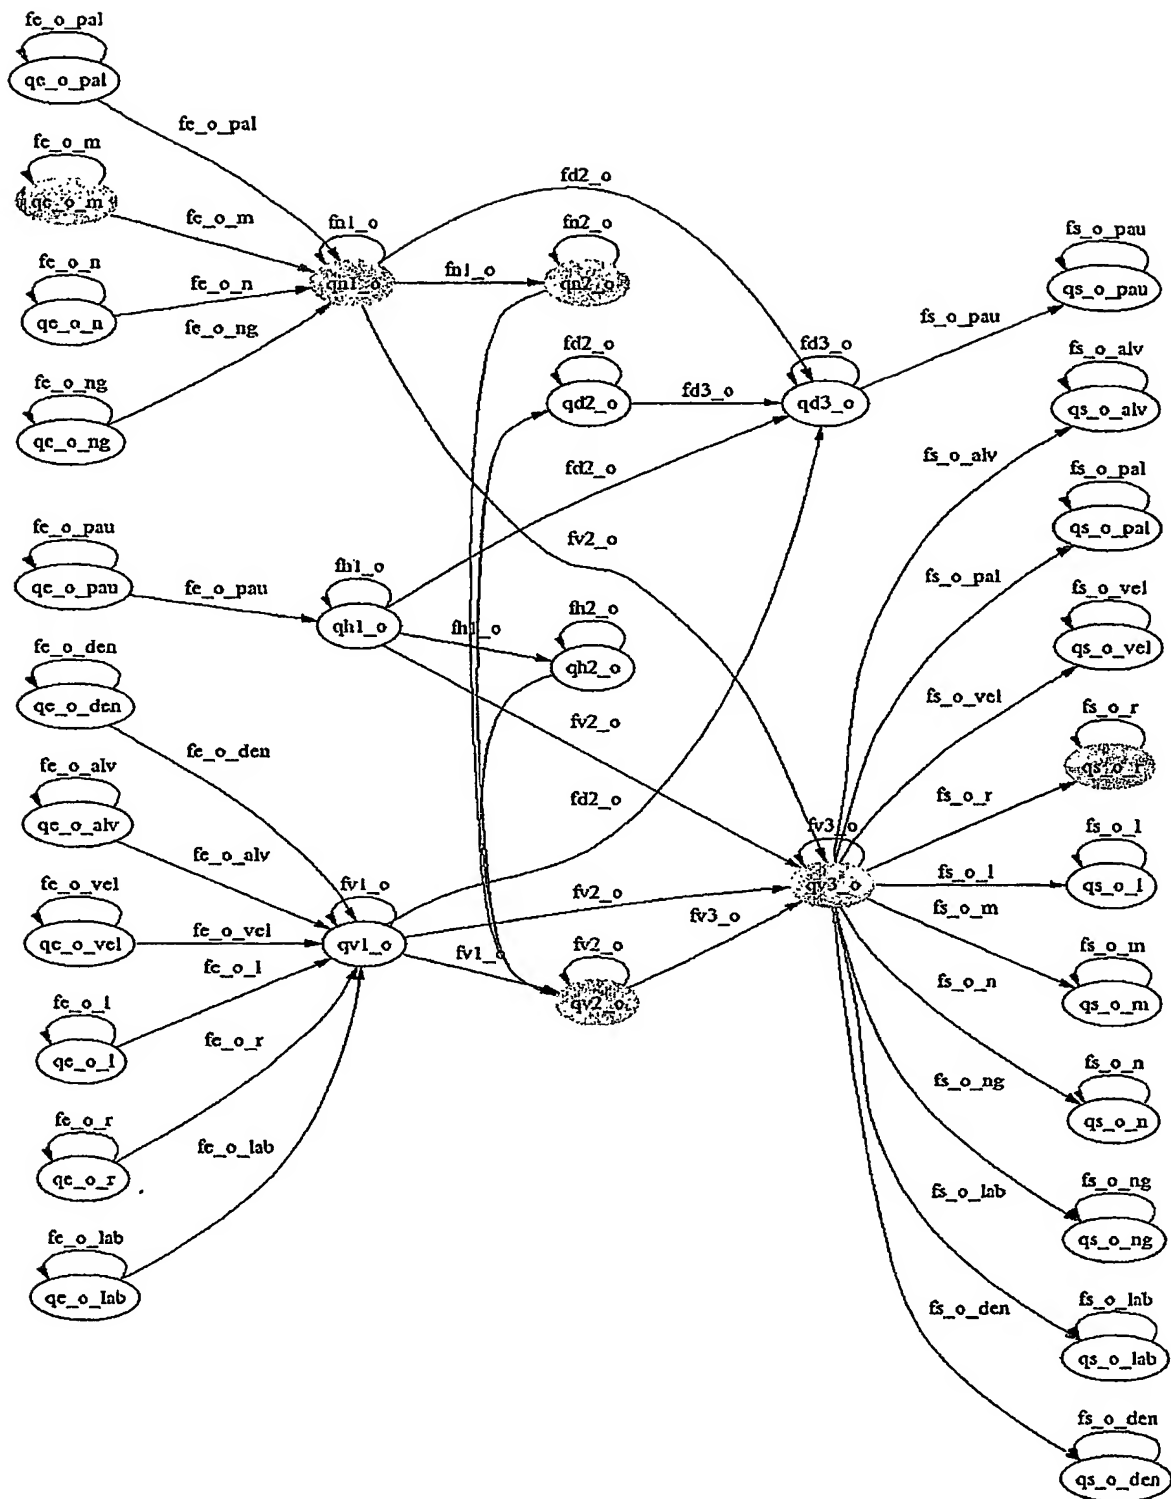 fe_o_pal
qe_o_pal
fe_o_pal
fe_o_m
qe_o_m
fe_o_m
fe_o_n
qe_o_n
fe_o_n
fe_o_ng
qe_o_ng
fe_o_ng
fe_o_pau
qe_o_pau
fe_o_pau
fe_o_den
qe_o_den
fe_o_den
fe_o_alv
qe_o_alv
fe_o_alv
fe_o_vel
qe_o_vel
fe_o_vel
fe_o_l
qe_o_l
fe_o_l
fe_o_r
qe_o_r
fe_o_r
fe_o_lab
qe_o_lab
fe_o_lab
fn1_o
qn1_o
fn1_o
fd2_o
fn2_o
qn2_o
fd2_o
qd2_o
fd3_o
fd3_o
qd3_o
fd2_o
fv2_o
fh1_o
qh1_o
fh1_o
fh2_o
qh2_o
fv2_o
fd2_o
fv1_o
qv1_o
fv2_o
fv1_o
fv2_o
qv2_o
fv3_o
fv3_o
qv3_o
fs_o_pau
fs_o_pau
qs_o_pau
fs_o_alv
fs_o_alv
qs_o_alv
fs_o_pal
fs_o_pal
qs_o_pal
fs_o_vel
fs_o_vel
qs_o_vel
fs_o_r
fs_o_r
qs_o_r
fs_o_l
fs_o_l
qs_o_l
fs_o_m
fs_o_m
qs_o_m
fs_o_n
fs_o_n
qs_o_n
fs_o_ng
fs_o_ng
qs_o_ng
fs_o_lab
fs_o_lab
qs_o_lab
fs_o_den
fs_o_den
qs_o_den